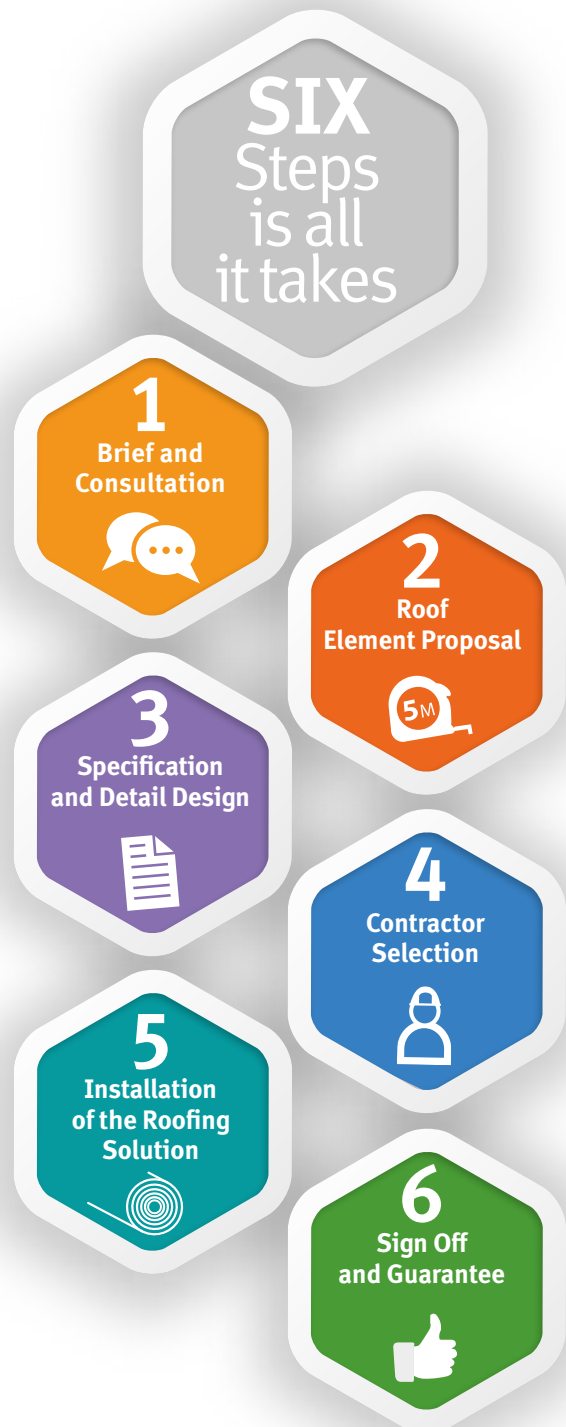 SIX
Steps
is all
it takes
1
Brief and
Consultation
2
Roof
Element Proposal
5M
3
Specification
and Detail Design
4
Contractor
Selection
5
Installation
of the Roofing
Solution
6
Sign Off
and Guarantee